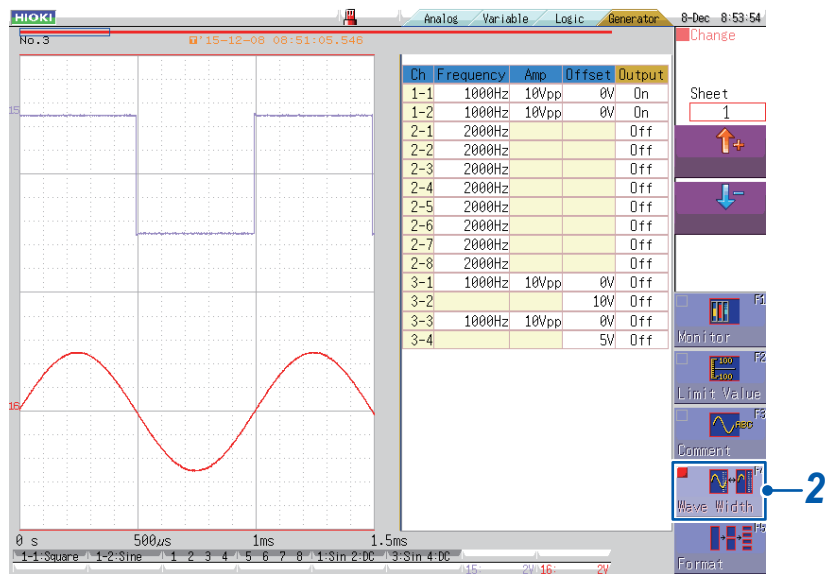 HIOKI Analog Variable Logic Generator 8-Dec 8:53:54
No.3 '15-12-08 08:51:05.546 Change
Ch Frequency Amp Offset Output
1-1 1000Hz 10Vpp 0V On
1-2 1000Hz 10Vpp 0V On
2-1 2000Hz Off
2-2 2000Hz Off
2-3 2000Hz Off
2-4 2000Hz Off
2-5 2000Hz Off
2-6 2000Hz Off
2-7 2000Hz Off
2-8 2000Hz Off
3-1 1000Hz 10Vpp 0V Off
3-2 10V Off
3-3 1000Hz 10Vpp 0V Off
3-4 5V Off
Sheet
1
+
-
F1
Monitor
F2
100
-100
Limit Value
F3
ABC
Comment
F4
Wave Width
2
F5
Format
15
16
0 s 500µs 1ms 1.5ms
1-1:Square 1-2:Sine 1 2 3 4 5 6 7 8 1:Sin 2:DC 3:Sin 4:DC
15: 2V 16: 2V